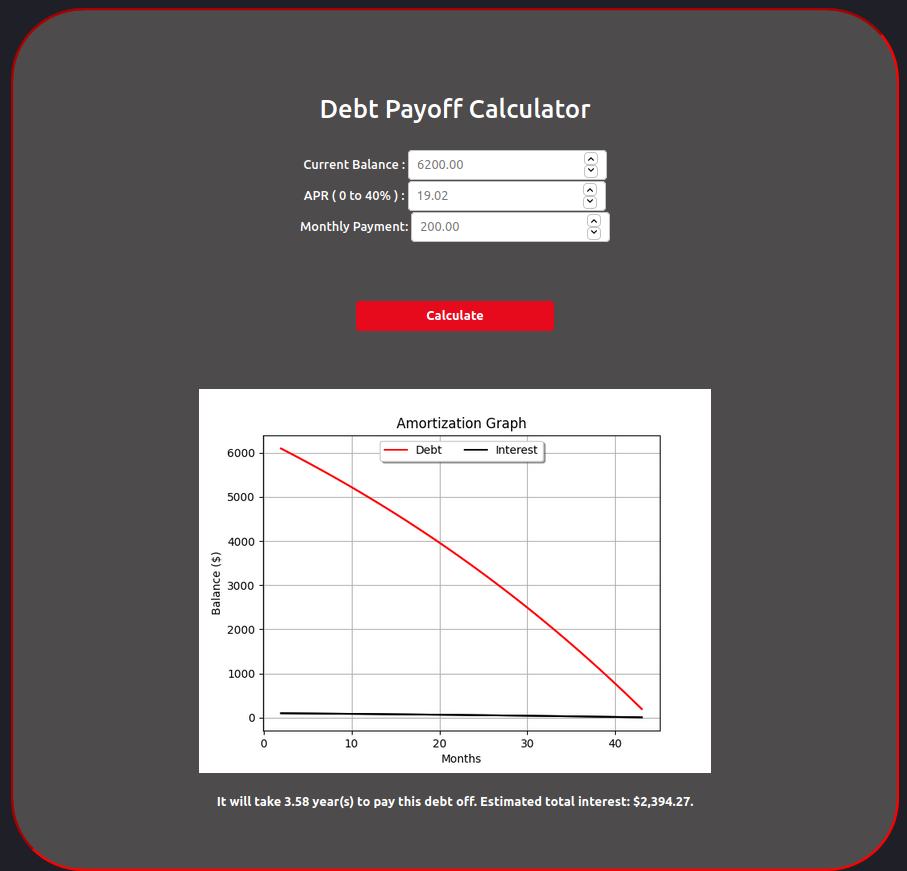 Debt Payoff Calculator
Current Balance : 6200.00
APR ( 0 to 40% ) : 19.02
Monthly Payment: 200.00
Calculate
Amortization Graph
Debt Interest
6000
5000
4000
3000
2000
1000
0
Balance ($)
0 10 20 30 40
Months
It will take 3.58 year(s) to pay this debt off. Estimated total interest: $2,394.27.